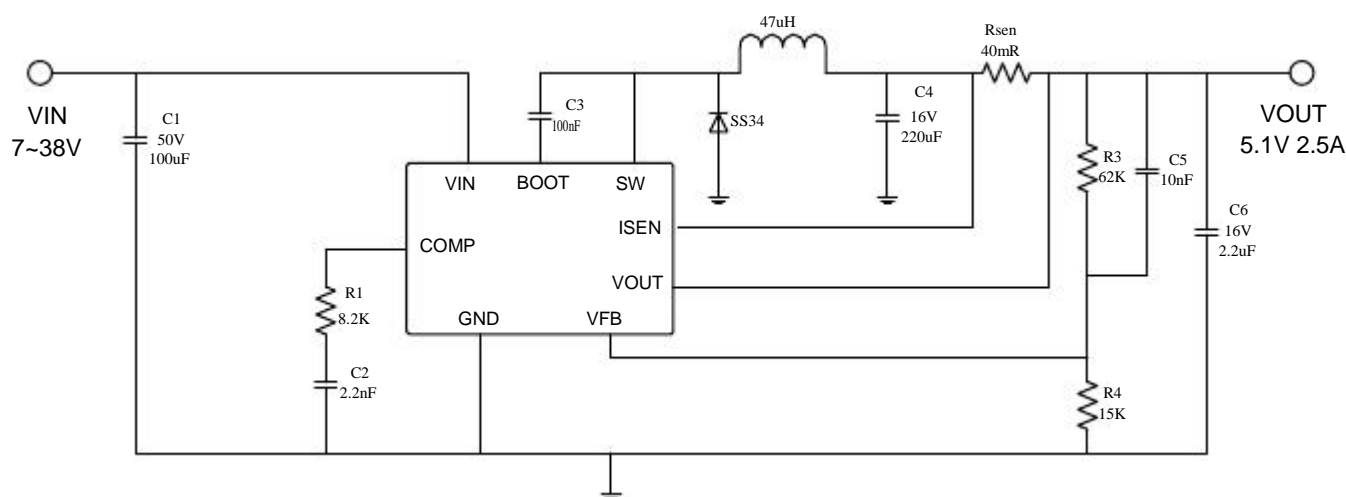 47uH
Rsen
40mR
VIN
7~38V
C1
50V
100uF
C3
100nF
SS34
C4
16V
220uF
VOUT
5.1V 2.5A
R3
62K
C5
10nF
C6
16V
2.2uF
VIN
BOOT
SW
ISEN
COMP
VOUT
GND
VFB
R1
8.2K
C2
2.2nF
R4
15K